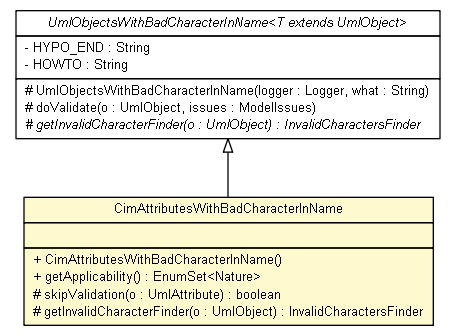 UmlObjectsWithBadCharacterInName<T extends UmlObject>
- HYPO_END : String
- HOWTO : String
# UmlObjectsWithBadCharacterInName(logger : Logger, what : String)
# doValidate(o : UmlObject, issues : ModelIssues)
# getInvalidCharacterFinder(o : UmlObject) : InvalidCharactersFinder
CimAttributesWithBadCharacterInName
+ CimAttributesWithBadCharacterInName()
+ getApplicability() : EnumSet<Nature>
# skipValidation(o : UmlAttribute) : boolean
# getInvalidCharacterFinder(o : UmlObject) : InvalidCharactersFinder